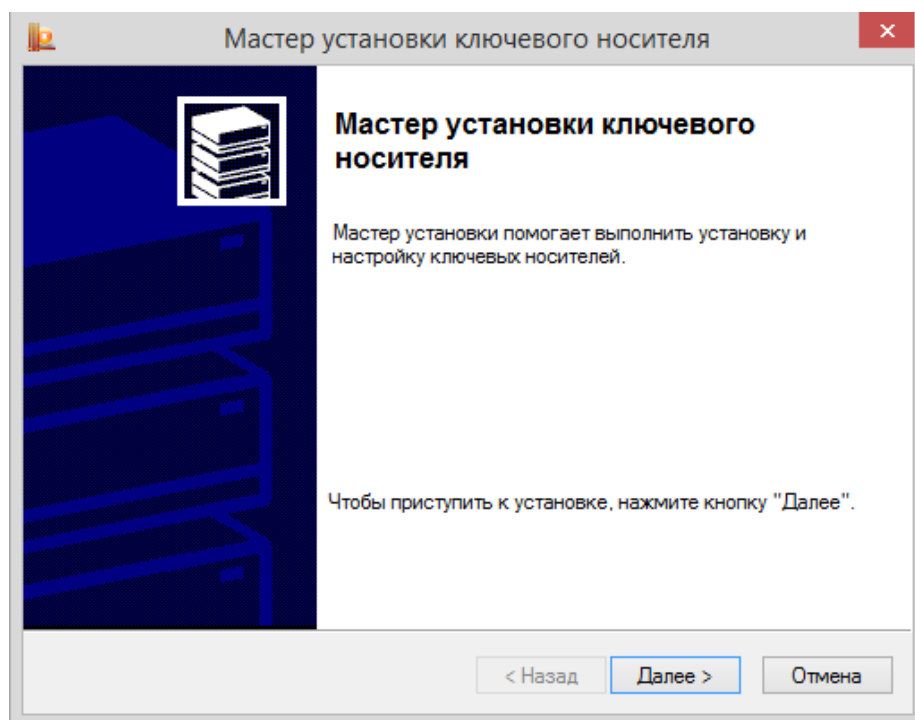 Мастер установки ключевого носителя
Мастер установки ключевого
носителя
Мастер установки помогает выполнить установку и
настройку ключевых носителей.
Чтобы приступить к установке, нажмите кнопку "Далее".
< Назад
Далее >
Отмена